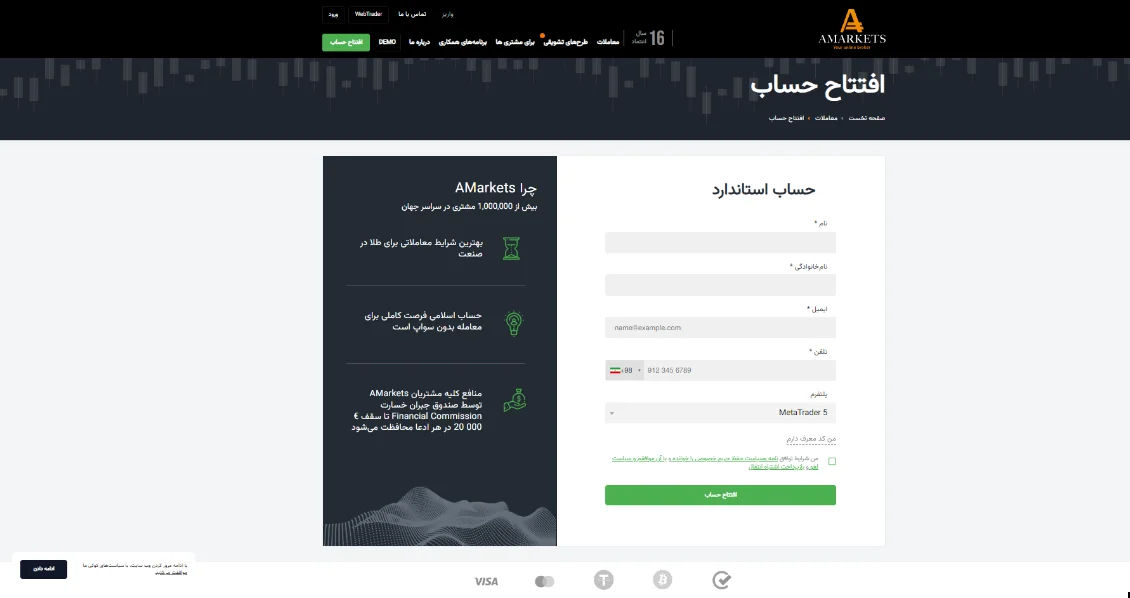 ورود
WebTrader
تماس با ما
واریز
AMARKETS
Your online broker
افتتاح حساب
DEMO
درباره ما
برنامه‌های همکاری
برای مشتری ها
طرح‌های تشویقی
معاملات
16 سال
اعتماد
افتتاح حساب
صفحه نخست › معاملات › افتتاح حساب
حساب استاندارد
نام *
نام‌خانوادگی *
ایمیل *
name@example.com
تلفن *
+98 912 345 6789
پلتفرم
MetaTrader 5
من کد معرف دارم
من شرایط توافق نامه سیاست حفظ حریم خصوصی را خوانده و با آن موافقم و سیاست
لغو و بازپرداخت اشتباه انتقال
افتتاح حساب
چرا AMarkets
بیش از 1,000,000 مشتری در سراسر جهان
بهترین شرایط معاملاتی برای طلا در
صنعت
حساب اسلامی فرصت کاملی برای
معامله بدون سواپ است
منافع کلیه مشتریان AMarkets
توسط صندوق جبران خسارت
Financial Commission تا سقف €
20 000 در هر ادعا محافظت می‌شود
با ادامه مرور کردن وب سایت، با سیاست‌های کوکی ما
موافقت می‌کنید.
ادامه دادن
VISA